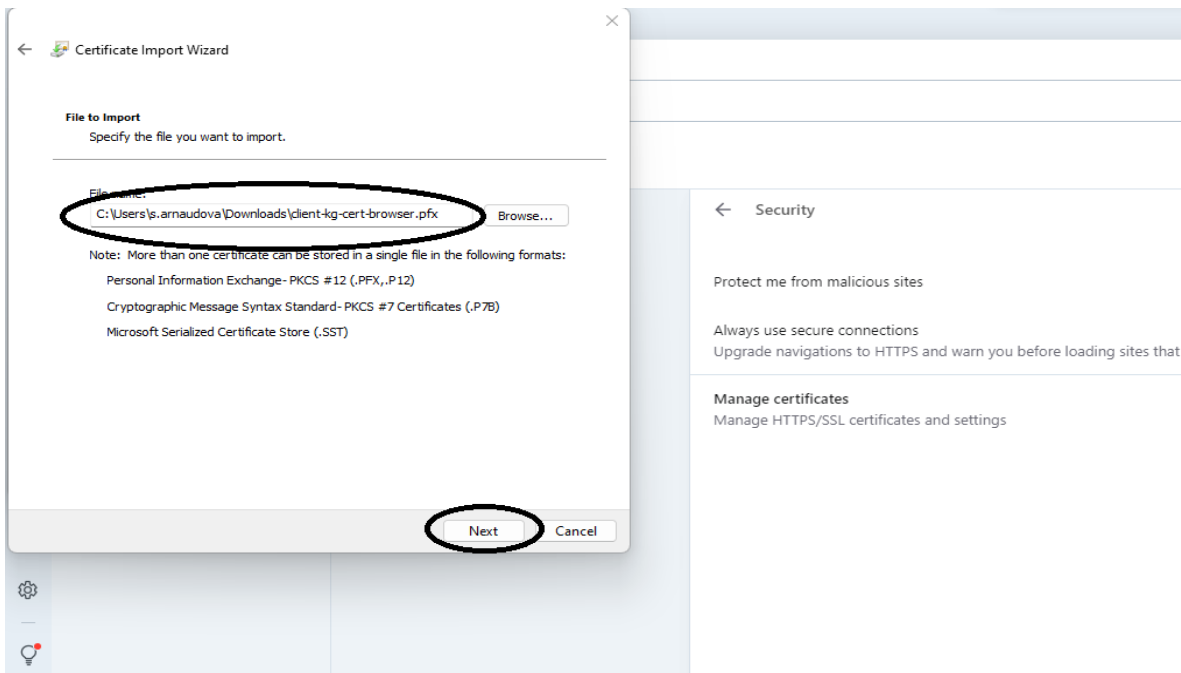 Certificate Import Wizard
File to Import
Specify the file you want to import.
File name:
C:\Users\s.arnaudova\Downloads\client-kg-cert-browser.pfx
Browse...
Note: More than one certificate can be stored in a single file in the following formats:
Personal Information Exchange- PKCS #12 (.PFX,.P12)
Cryptographic Message Syntax Standard- PKCS #7 Certificates (.P7B)
Microsoft Serialized Certificate Store (.SST)
Next
Cancel
Security
Protect me from malicious sites
Always use secure connections
Upgrade navigations to HTTPS and warn you before loading sites that
Manage certificates
Manage HTTPS/SSL certificates and settings